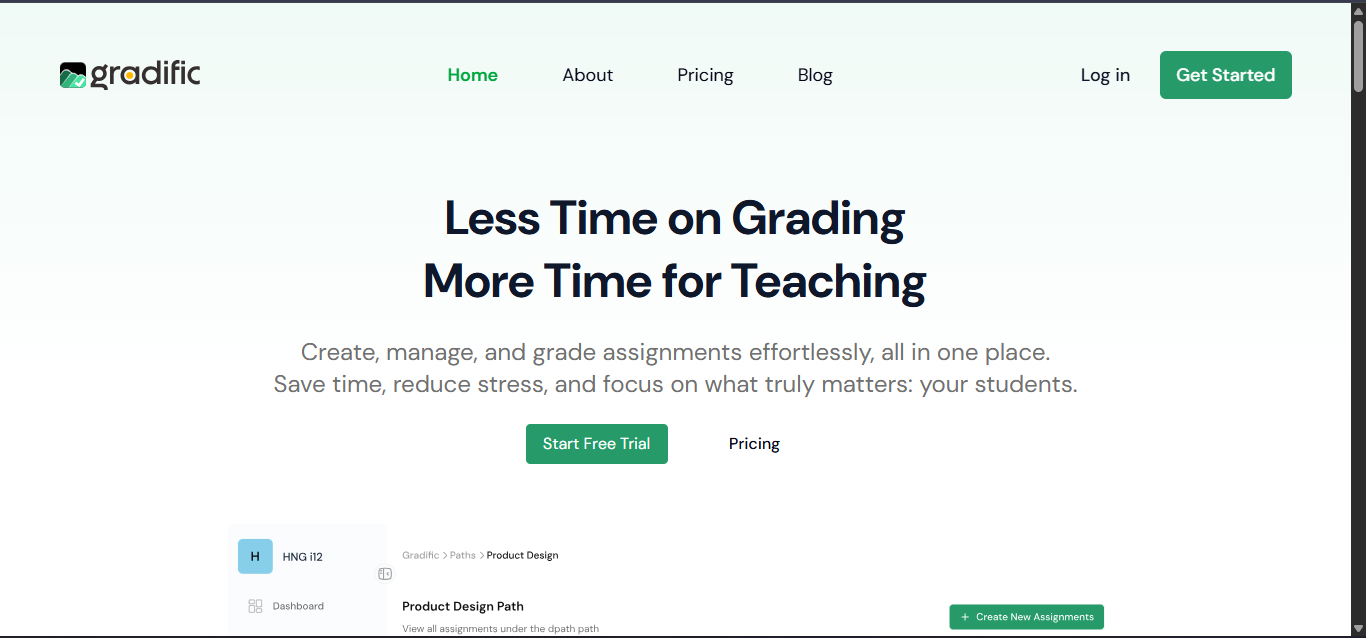 gradific
Home About Pricing Blog Log in Get Started
Less Time on Grading
More Time for Teaching
Create, manage, and grade assignments effortlessly, all in one place.
Save time, reduce stress, and focus on what truly matters: your students.
Start Free Trial Pricing
H HNG i12
Gradific > Paths > Product Design
Dashboard
Product Design Path
+ Create New Assignments
View all assignments under the dpath path